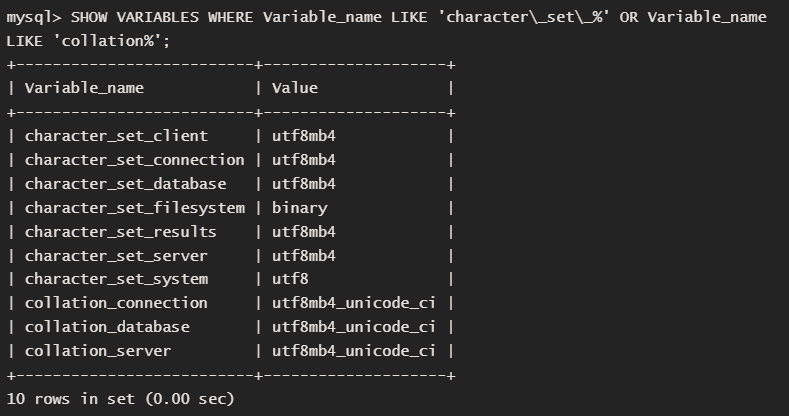 mysql> SHOW VARIABLES WHERE Variable_name LIKE 'character\_set\_%' OR Variable_name
LIKE 'collation%';
+--------------------------+--------------------+
| Variable_name            | Value              |
+--------------------------+--------------------+
| character_set_client     | utf8mb4            |
| character_set_connection | utf8mb4            |
| character_set_database   | utf8mb4            |
| character_set_filesystem | binary             |
| character_set_results    | utf8mb4            |
| character_set_server     | utf8mb4            |
| character_set_system     | utf8               |
| collation_connection     | utf8mb4_unicode_ci |
| collation_database       | utf8mb4_unicode_ci |
| collation_server         | utf8mb4_unicode_ci |
+--------------------------+--------------------+
10 rows in set (0.00 sec)